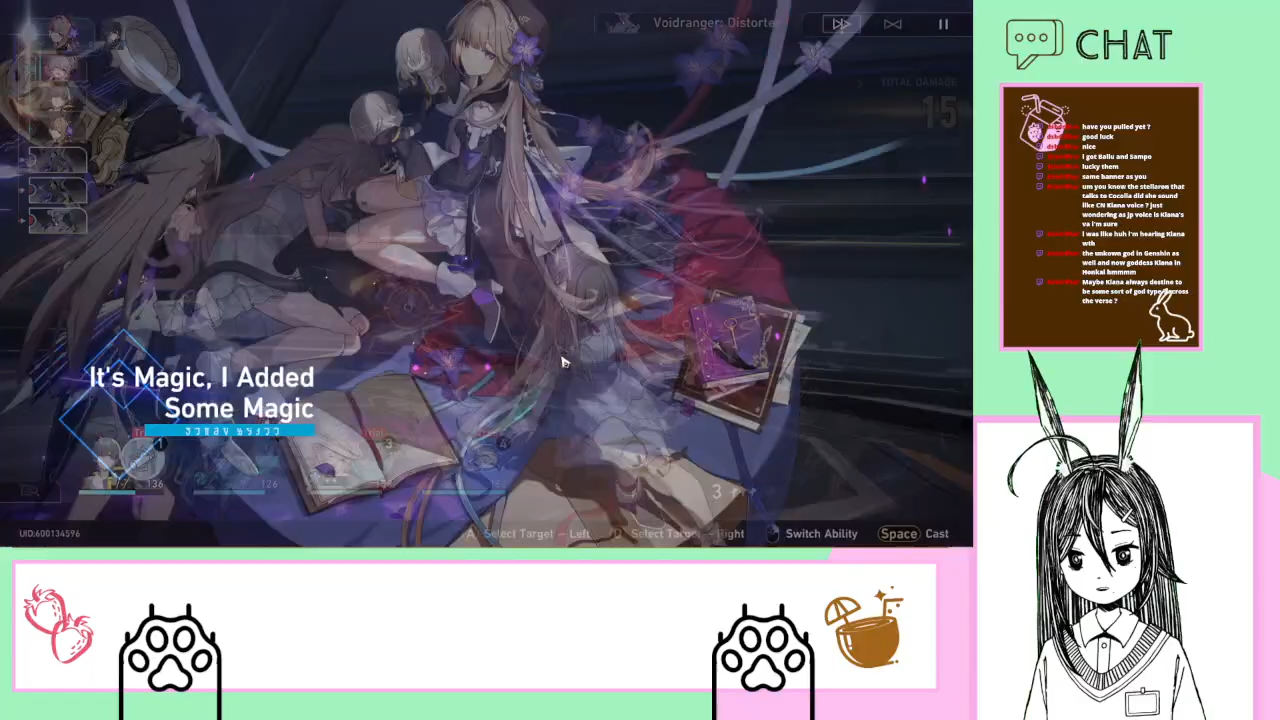 Voidranger: Distorter
TOTAL DAMAGE
15
It's Magic, I Added
Some Magic
136
126
3
UID:600134596
Select Target - Left
Select Target - Right
Switch Ability
Space
Cast
CHAT
have you pulled yet ?
good luck
nice
I got Bailu and Sampo
lucky them
same banner as you
um you know the stellaron that
talks to Cocolia did she sound
like CN Kiana voice ? just
wondering as jp voice is Kiana's
va I'm sure
I was like huh I'm hearing Kiana
wth
the unkown god in Genshin as
well and now goddess Kiana in
Honkai hmmmm
Maybe Kiana always destine to
be some sort of god type across
the verse ?